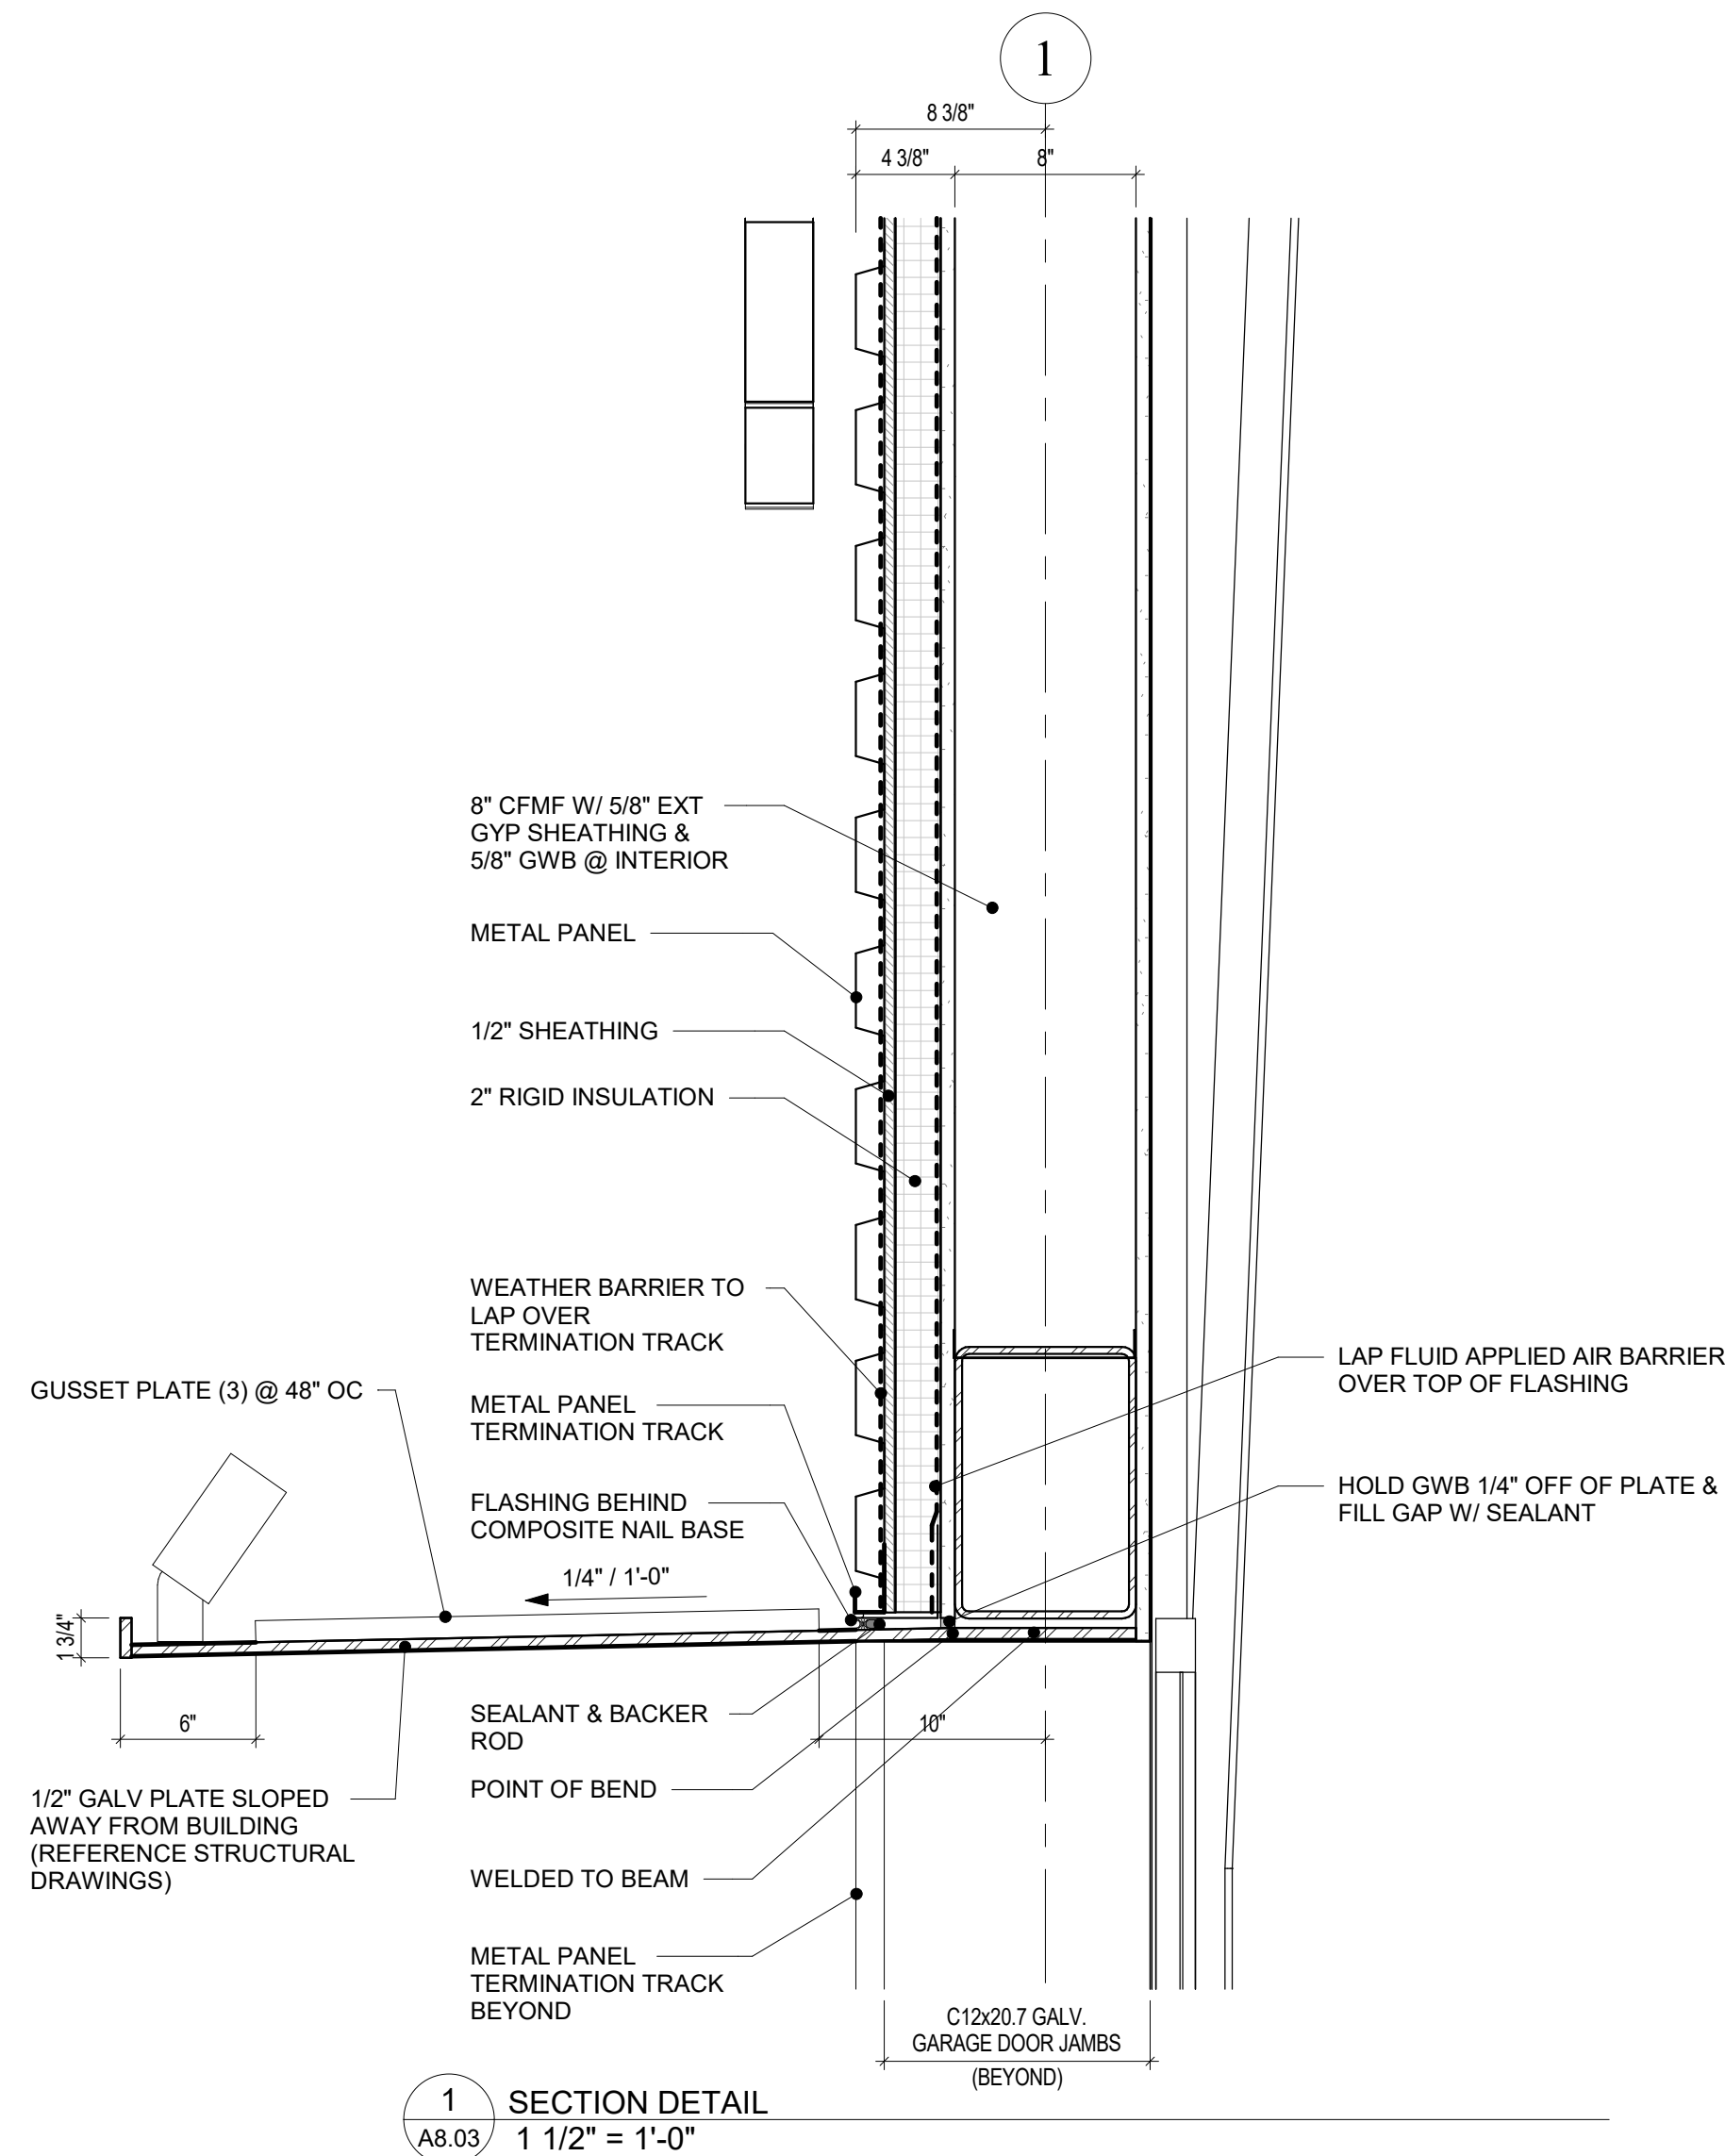 1
8 3/8"
4 3/8"
8"
8" CFMF W/ 5/8" EXT
GYP SHEATHING &
5/8" GWB @ INTERIOR
METAL PANEL
1/2" SHEATHING
2" RIGID INSULATION
WEATHER BARRIER TO
LAP OVER
TERMINATION TRACK
GUSSET PLATE (3) @ 48" OC
METAL PANEL
TERMINATION TRACK
FLASHING BEHIND
COMPOSITE NAIL BASE
LAP FLUID APPLIED AIR BARRIER
OVER TOP OF FLASHING
HOLD GWB 1/4" OFF OF PLATE &
FILL GAP W/ SEALANT
1/4" / 1'-0"
1 3/4"
6"
10"
SEALANT & BACKER
ROD
POINT OF BEND
1/2" GALV PLATE SLOPED
AWAY FROM BUILDING
(REFERENCE STRUCTURAL
DRAWINGS)
WELDED TO BEAM
METAL PANEL
TERMINATION TRACK
BEYOND
C12x20.7 GALV.
GARAGE DOOR JAMBS
(BEYOND)
1
A8.03
SECTION DETAIL
1 1/2" = 1'-0"